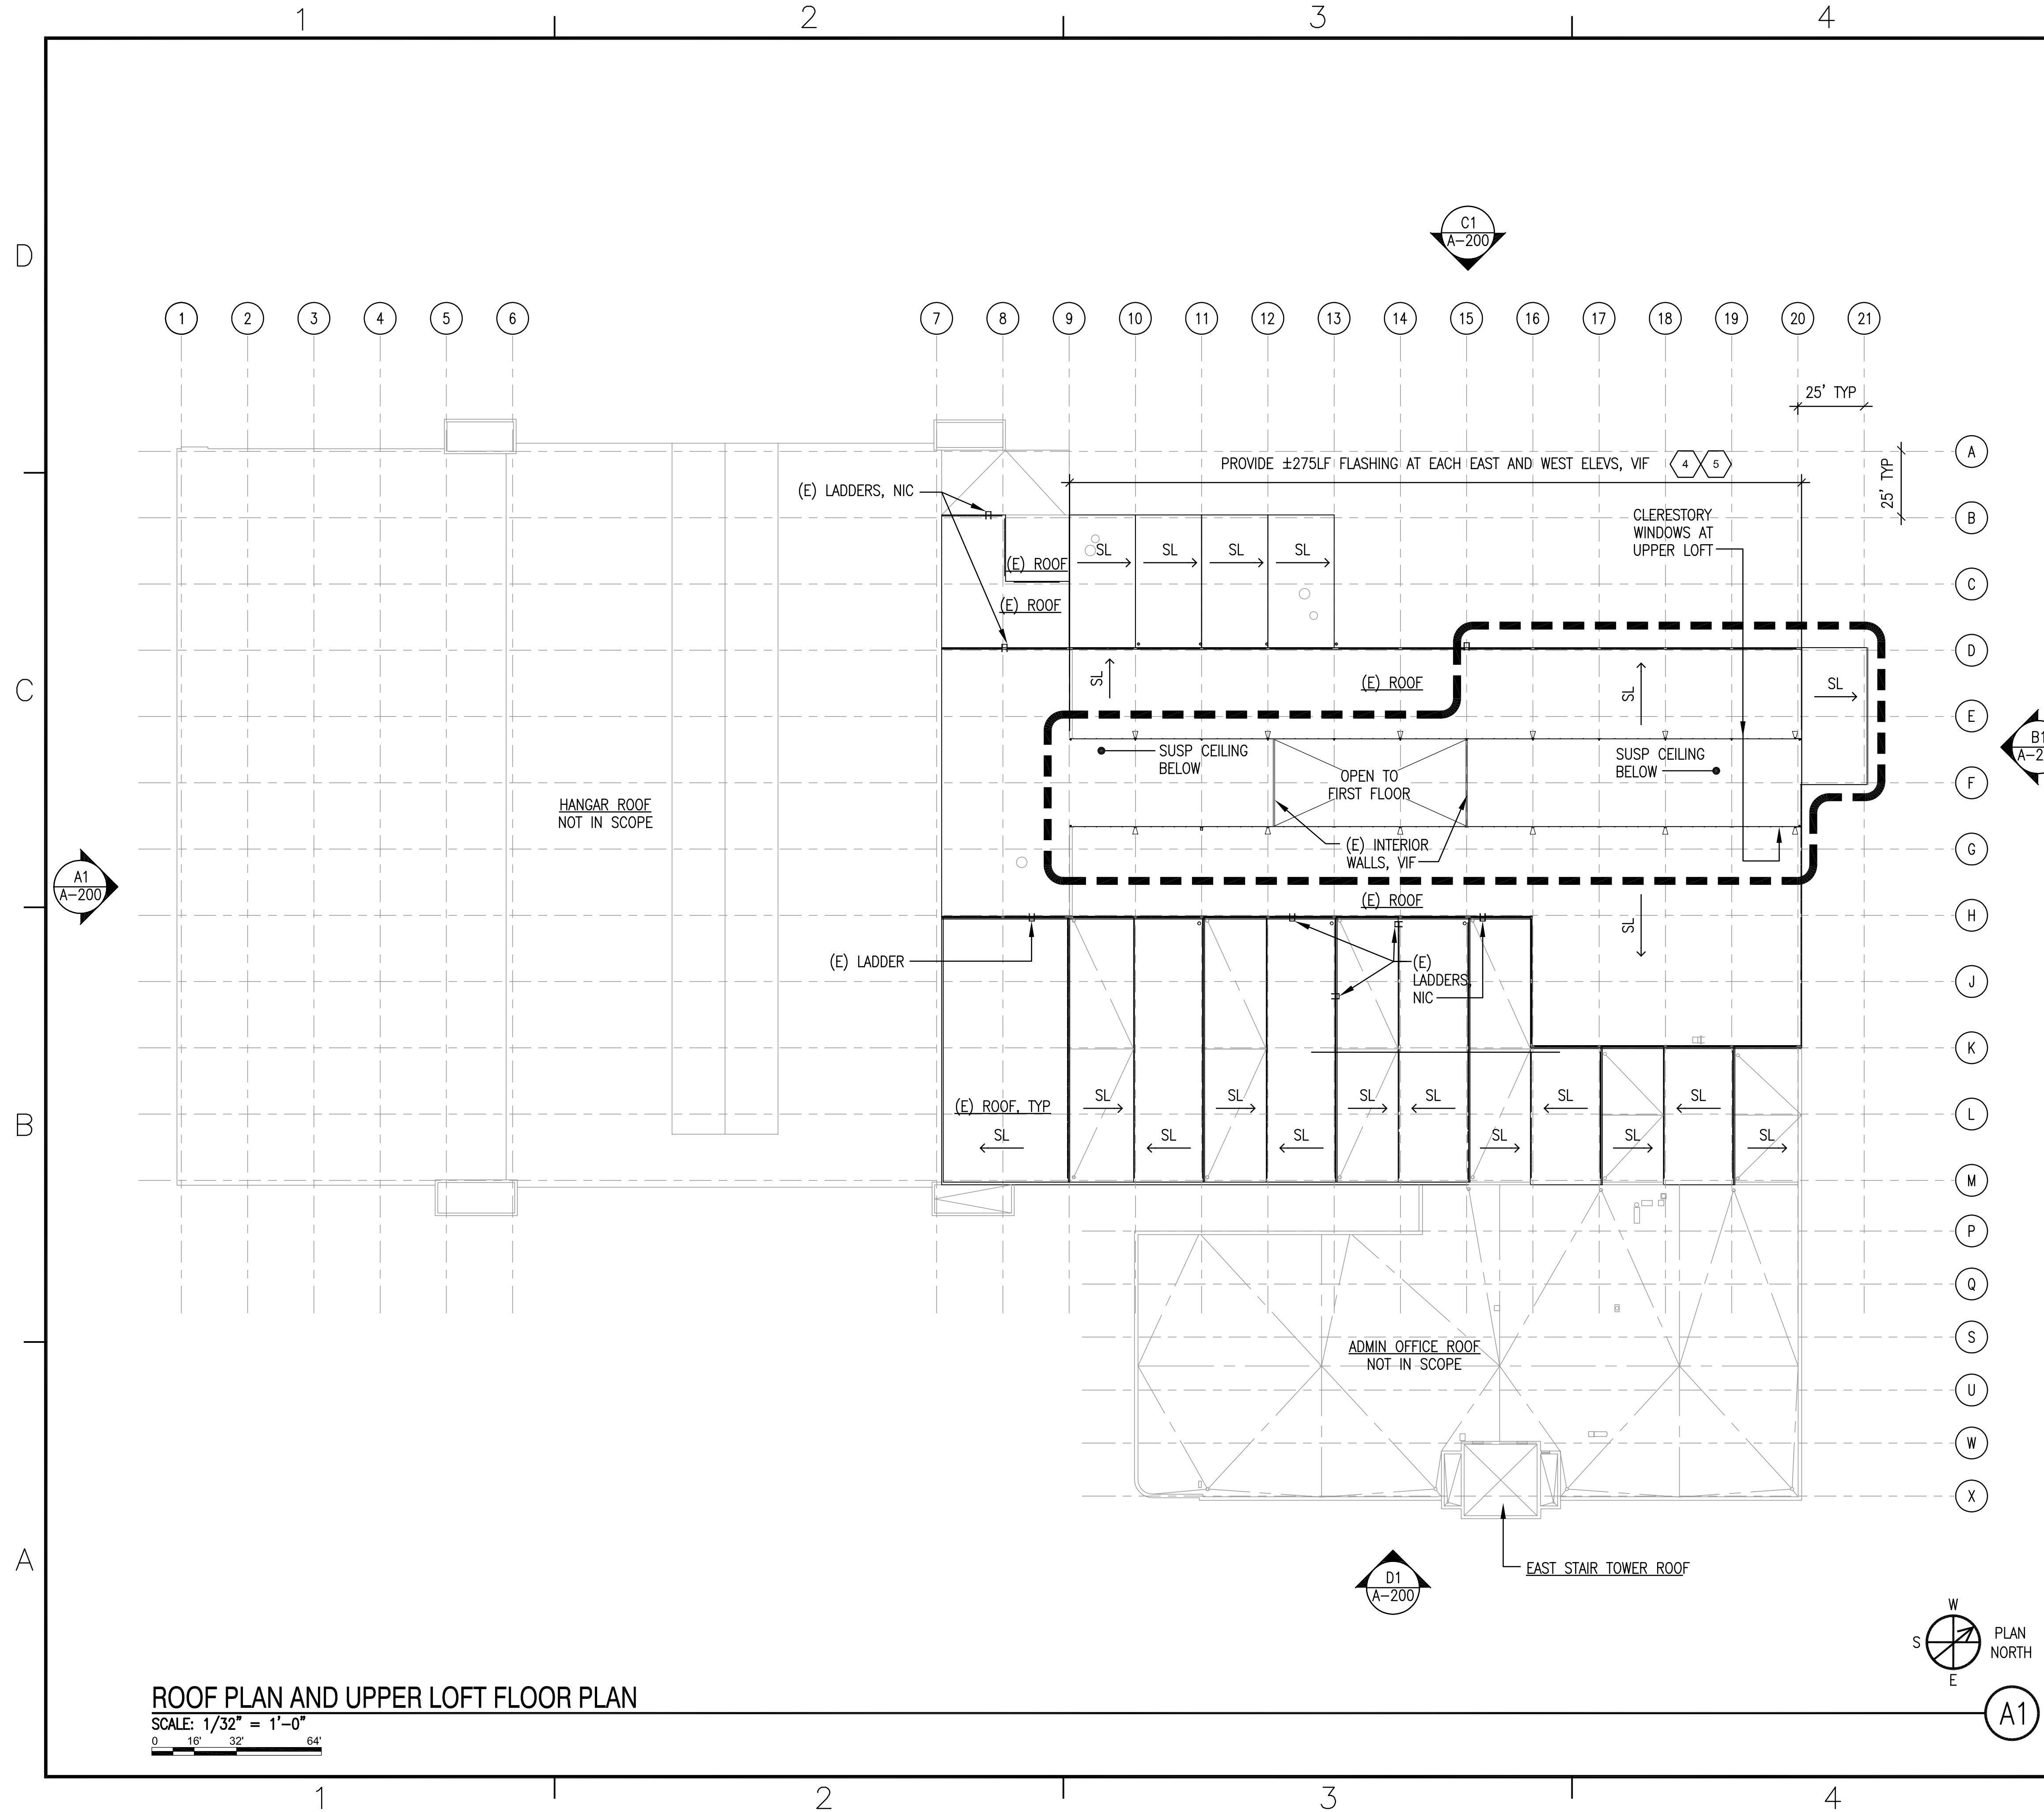 1 2 3 4
D
C1
A-200
1 2 3 4 5 6 7 8 9 10 11 12 13 14 15 16 17 18 19 20 21
25' TYP
A
PROVIDE ±275LF FLASHING AT EACH EAST AND WEST ELEVS, VIF 4 5
25' TYP
(E) LADDERS, NIC
CLERESTORY
WINDOWS AT
UPPER LOFT
B
SL SL SL SL
(E) ROOF
C
(E) ROOF
D
SL
(E) ROOF
SL
SL
C
E
SUSP CEILING
BELOW
SUSP CEILING
BELOW
B1
OPEN TO
FIRST FLOOR
F
HANGAR ROOF
NOT IN SCOPE
(E) INTERIOR
WALLS, VIF
G
A1
A-200
(E) ROOF
H
SL
(E) LADDER
(E)
LADDERS,
NIC
J
K
(E) ROOF, TYP
SL SL SL SL SL SL
L
B
SL SL SL SL SL SL
M
P
Q
S
ADMIN OFFICE ROOF
NOT IN SCOPE
U
W
X
A
EAST STAIR TOWER ROOF
D1
A-200
W
S
E
PLAN
NORTH
ROOF PLAN AND UPPER LOFT FLOOR PLAN
A1
SCALE: 1/32" = 1'-0"
0 16' 32' 64'
1 2 3 4